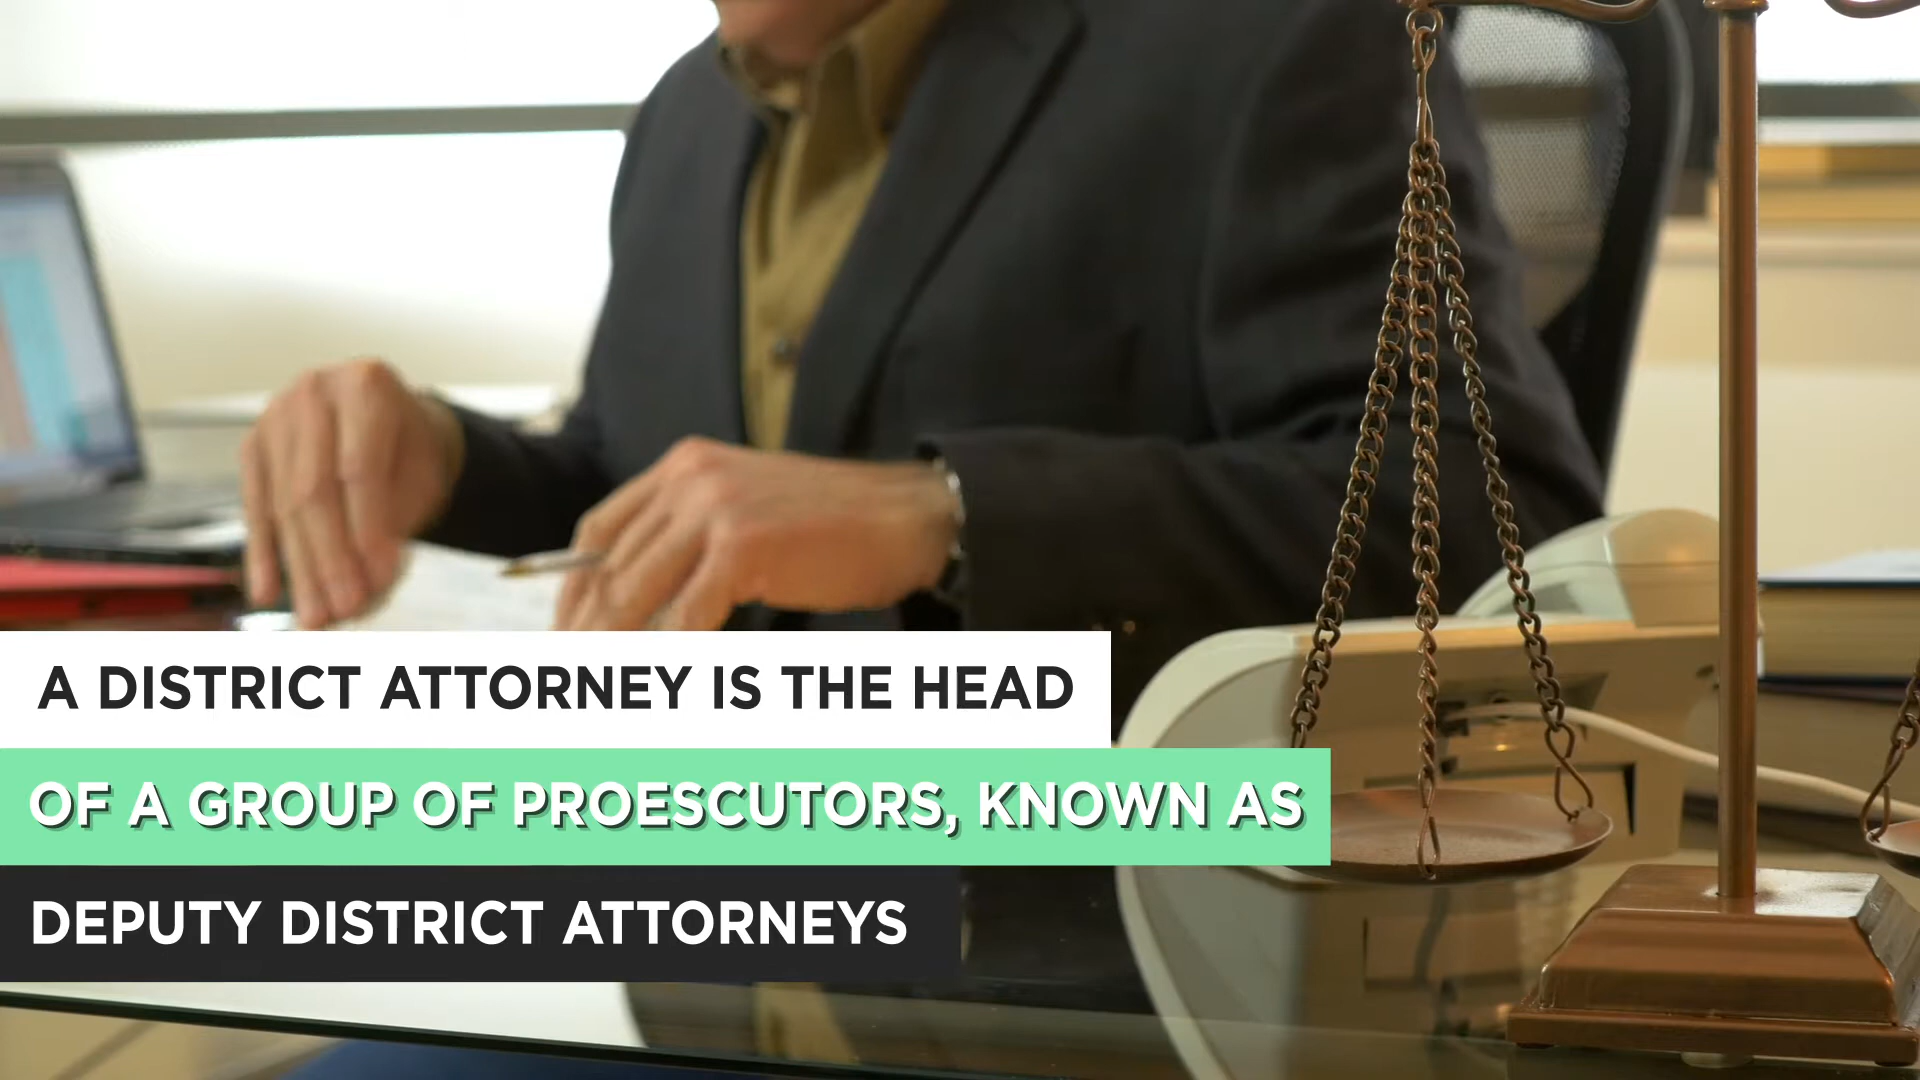 A DISTRICT ATTORNEY IS THE HEAD
OF A GROUP OF PROESCUTORS, KNOWN AS
DEPUTY DISTRICT ATTORNEYS